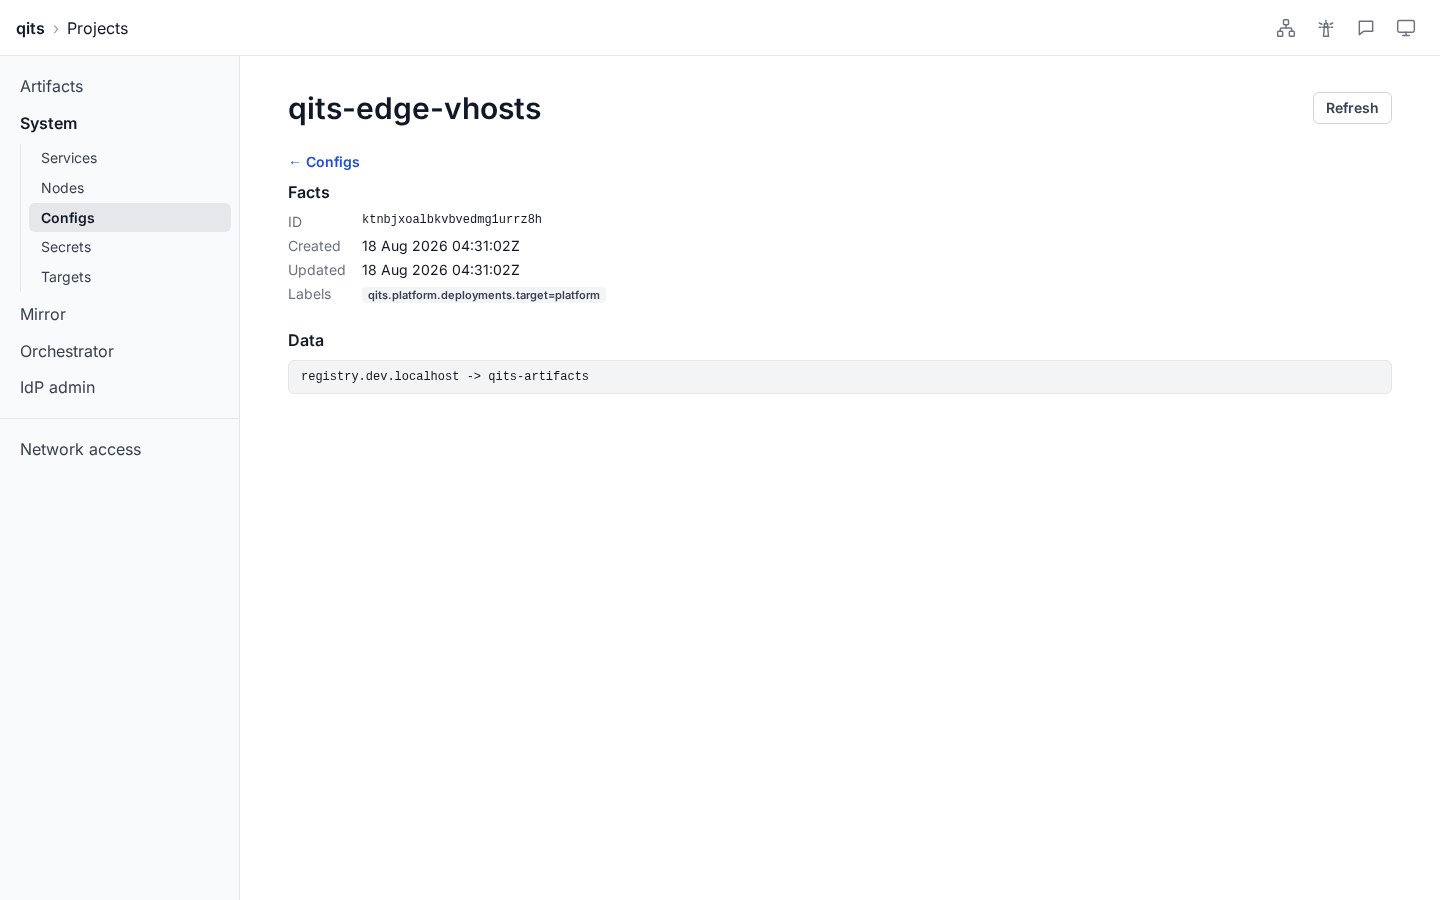 qits › Projects
Artifacts
System
Services
Nodes
Configs
Secrets
Targets
Mirror
Orchestrator
IdP admin
Network access
qits-edge-vhosts
Refresh
← Configs
Facts
ID ktnbjxoalbkvbvedmg1urrz8h
Created 18 Aug 2026 04:31:02Z
Updated 18 Aug 2026 04:31:02Z
Labels qits.platform.deployments.target=platform
Data
registry.dev.localhost -> qits-artifacts